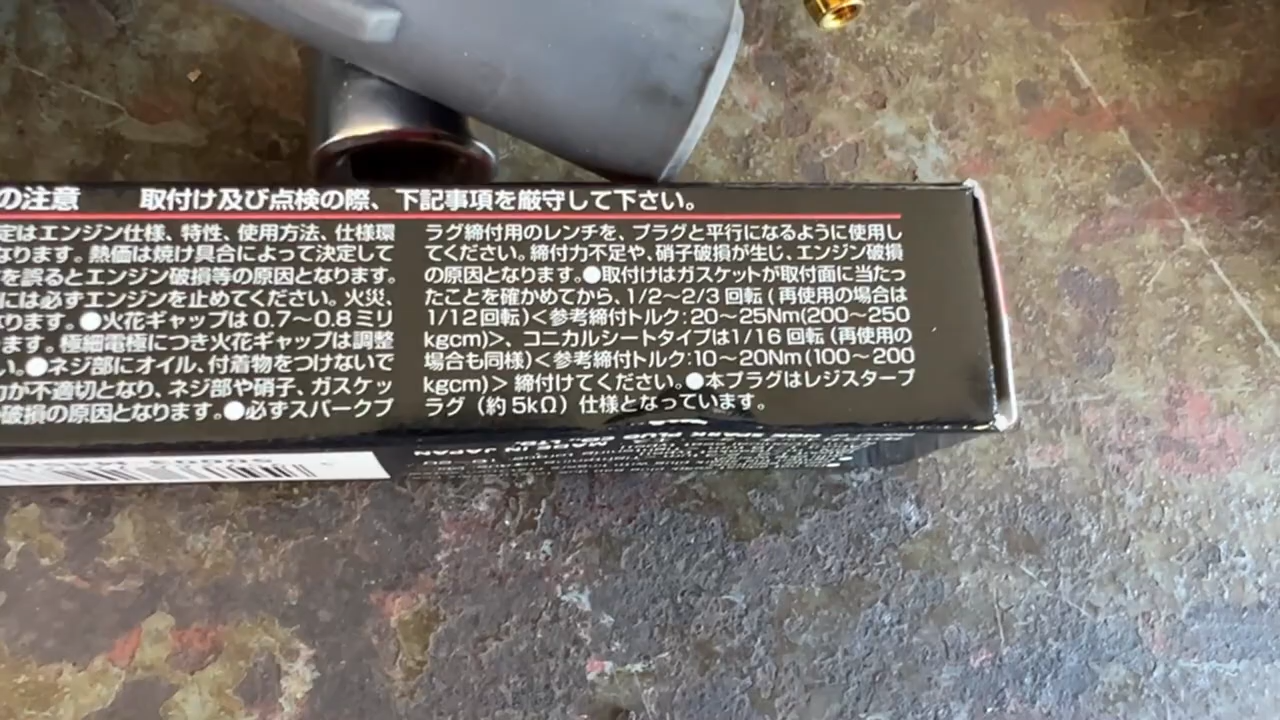 の注意 取付け及び点検の際、下記事項を厳守して下さい。
定はエンジン仕様、特性、使用方法、仕様環
なります。熱価は焼け具合によって決定して
を誤るとエンジン破損等の原因となります。
には必ずエンジンを止めてください。火災、
なります。●火花ギャップは0.7～0.8ミリ
ます。極細電極につき火花ギャップは調整
い。●ネジ部にオイル、付着物をつけないで
力が不適切となり、ネジ部や碍子、ガスケッ
破損の原因となります。●必ずスパークプ
ラグ締付用のレンチを、プラグと平行になるように使用し
てください。締付力不足や、硝子破損が生じ、エンジン破損
の原因となります。●取付けはガスケットが取付面に当たっ
たことを確かめてから、1/2～2/3回転(再使用の場合は
1/12回転)<参考締付トルク:20～25Nm(200～250
kgcm)>、コニカルシートタイプは1/16回転(再使用の
場合も同様)<参考締付トルク:10～20Nm(100～200
kgcm)>締付けてください。●本プラグはレジスタープ
ラグ(約5kΩ)仕様となっています。
MADE IN JAPAN